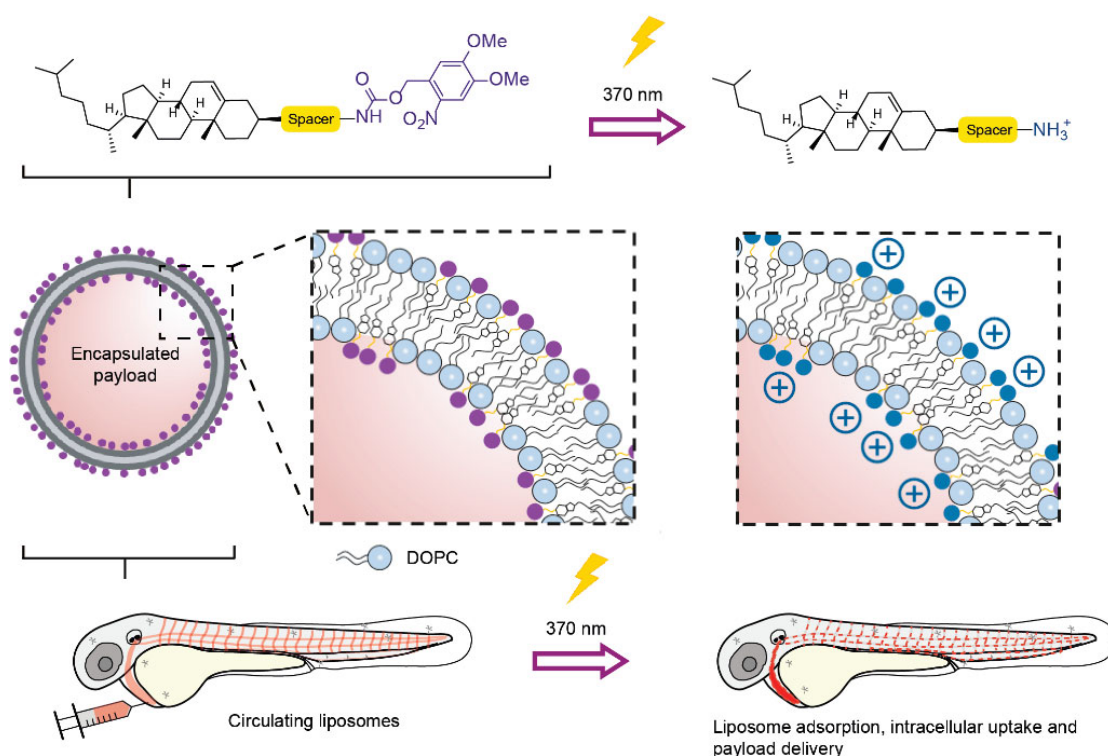 OMe
OMe
O
O
NH
O₂N
Spacer
H
H
H
H
370 nm
H
H
H
H
Spacer
NH₃⁺
Encapsulated
payload
+
+
+
+
+
+
+
+
DOPC
370 nm
Circulating liposomes
Liposome adsorption, intracellular uptake and
payload delivery